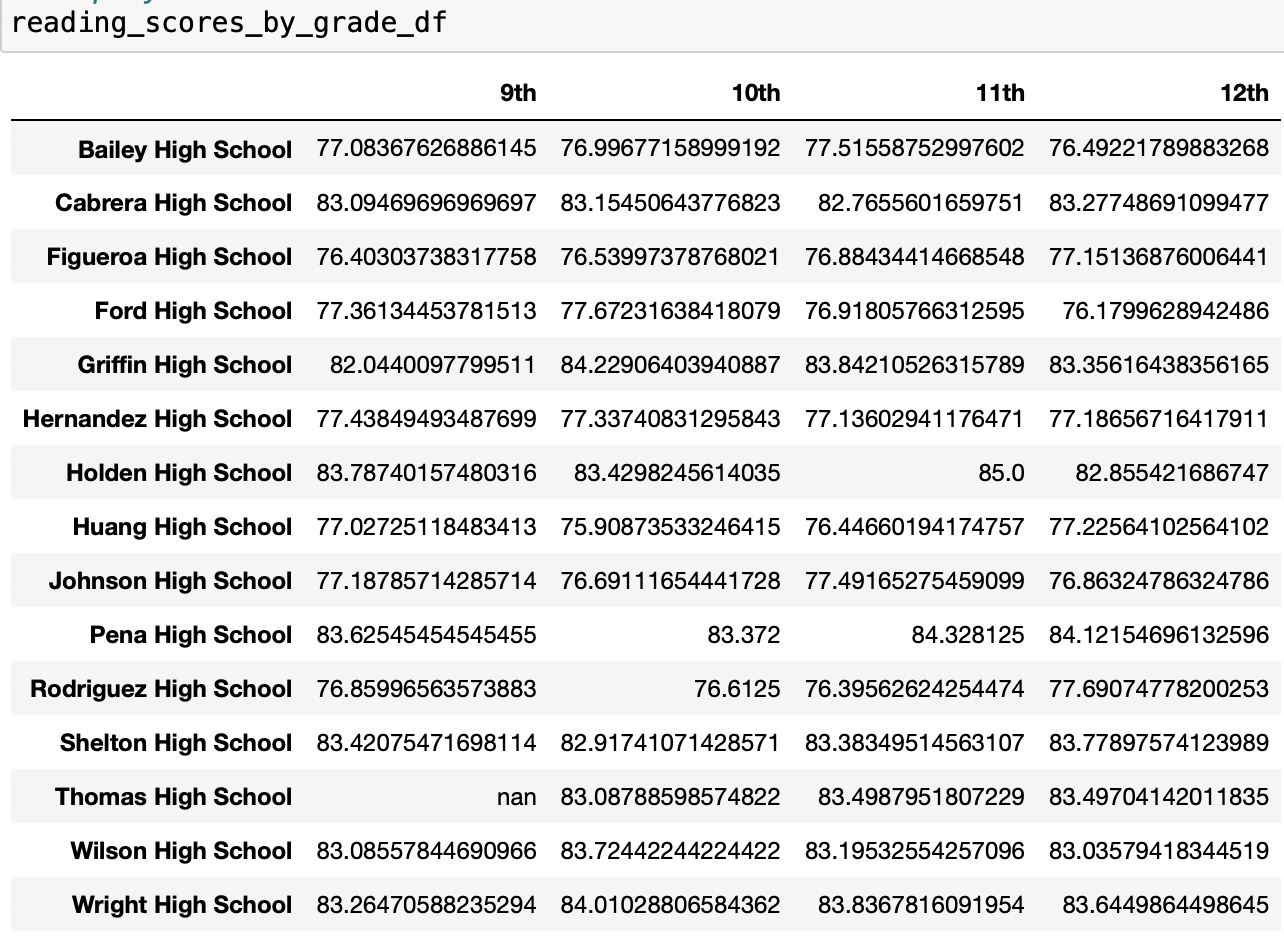 reading_scores_by_grade_df
9th 10th 11th 12th
Bailey High School 77.08367626886145 76.99677158999192 77.51558752997602 76.49221789883268
Cabrera High School 83.09469696969697 83.15450643776823 82.7655601659751 83.27748691099477
Figueroa High School 76.40303738317758 76.53997378768021 76.88434414668548 77.15136876006441
Ford High School 77.36134453781513 77.67231638418079 76.91805766312595 76.1799628942486
Griffin High School 82.0440097799511 84.22906403940887 83.84210526315789 83.35616438356165
Hernandez High School 77.43849493487699 77.33740831295843 77.13602941176471 77.18656716417911
Holden High School 83.78740157480316 83.4298245614035 85.0 82.855421686747
Huang High School 77.02725118483413 75.90873533246415 76.44660194174757 77.22564102564102
Johnson High School 77.18785714285714 76.69111654441728 77.49165275459099 76.86324786324786
Pena High School 83.62545454545455 83.372 84.328125 84.12154696132596
Rodriguez High School 76.85996563573883 76.6125 76.39562624254474 77.69074778200253
Shelton High School 83.42075471698114 82.91741071428571 83.38349514563107 83.77897574123989
Thomas High School nan 83.08788598574822 83.4987951807229 83.49704142011835
Wilson High School 83.08557844690966 83.72442244224422 83.19532554257096 83.03579418344519
Wright High School 83.26470588235294 84.01028806584362 83.8367816091954 83.6449864498645